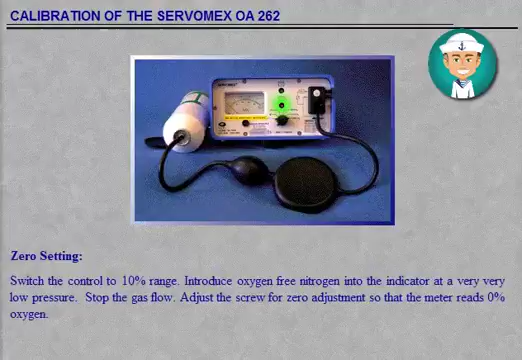 CALIBRATION OF THE SERVOMEX OA 262
Zero Setting:
Switch the control to 10% range. Introduce oxygen free nitrogen into the indicator at a very very
low pressure. Stop the gas flow. Adjust the screw for zero adjustment so that the meter reads 0%
oxygen.